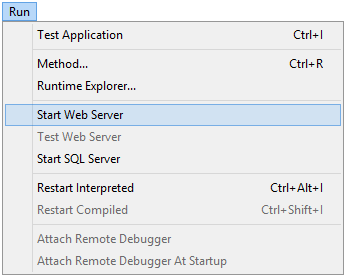 Run
Test Application Ctrl+I
Method... Ctrl+R
Runtime Explorer...
Start Web Server
Test Web Server
Start SQL Server
Restart Interpreted Ctrl+Alt+I
Restart Compiled Ctrl+Shift+I
Attach Remote Debugger
Attach Remote Debugger At Startup